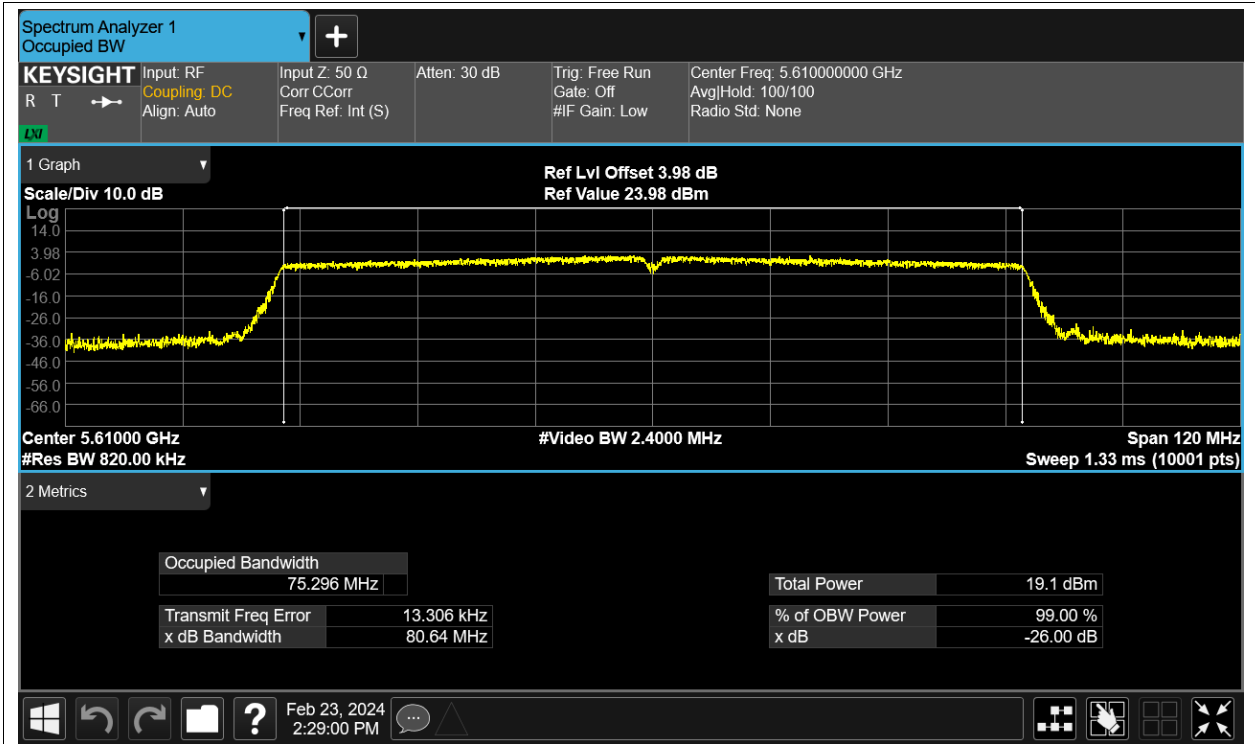 Spectrum Analyzer 1
Occupied BW
KEYSIGHT
R T
LXI
Input: RF
Coupling: DC
Align: Auto
Input Z: 50 Ω
Corr CCorr
Freq Ref: Int (S)
Atten: 30 dB
Trig: Free Run
Gate: Off
#IF Gain: Low
Center Freq: 5.610000000 GHz
Avg|Hold: 100/100
Radio Std: None
1 Graph
Scale/Div 10.0 dB
Ref Lvl Offset 3.98 dB
Ref Value 23.98 dBm
Log
14.0
3.98
-6.02
-16.0
-26.0
-36.0
-46.0
-56.0
-66.0
Center 5.61000 GHz
#Res BW 820.00 kHz
#Video BW 2.4000 MHz
Span 120 MHz
Sweep 1.33 ms (10001 pts)
2 Metrics
Occupied Bandwidth
75.296 MHz
Transmit Freq Error 13.306 kHz
x dB Bandwidth 80.64 MHz
Total Power 19.1 dBm
% of OBW Power 99.00 %
x dB -26.00 dB
?
Feb 23, 2024
2:29:00 PM